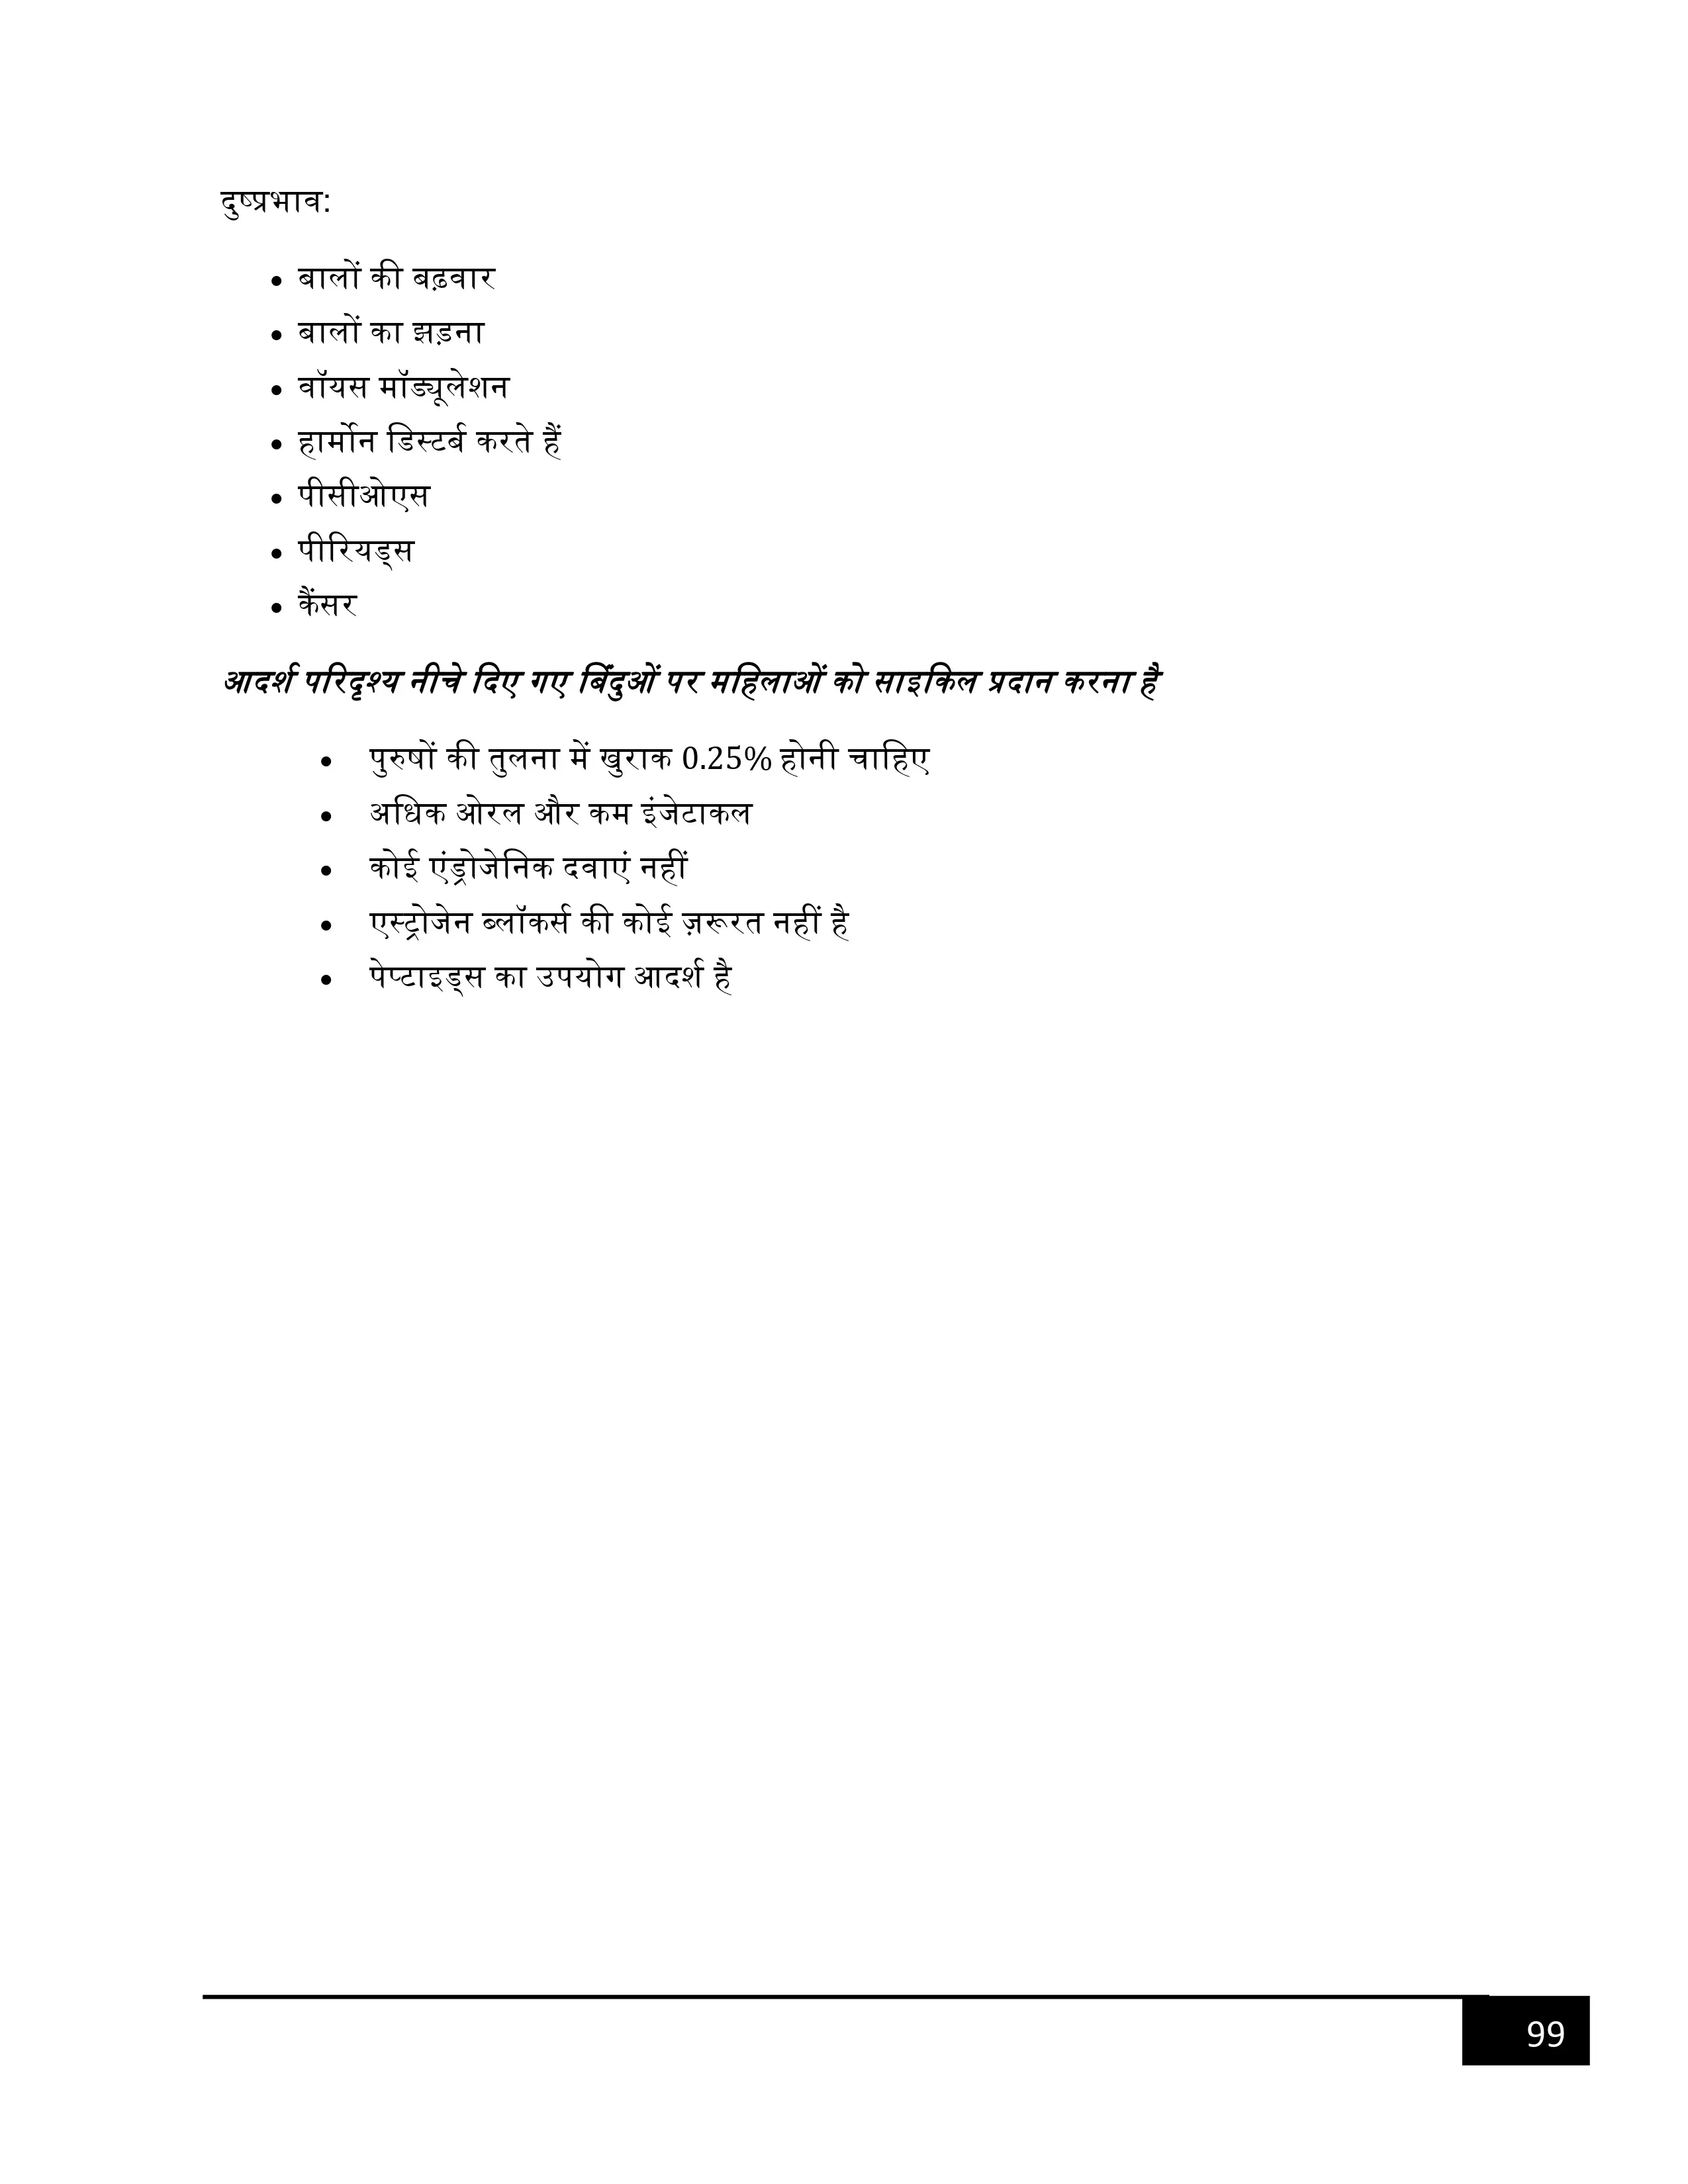 दुष्प्रभाव:
• बालों की बढ़वार
• बालों का झड़ना
• वॉयस मॉड्यूलेशन
• हार्मोन डिस्टर्ब करते हैं
• पीसीओएस
• पीरियड्स
• कैंसर
आदर्श परिदृश्य नीचे दिए गए बिंदुओं पर महिलाओं को साइकिल प्रदान करना है
• पुरुषों की तुलना में खुराक 0.25% होनी चाहिए
• अधिक ओरल और कम इंजेटाकल
• कोई एंड्रोजेनिक दवाएं नहीं
• एस्ट्रोजेन ब्लॉकर्स की कोई ज़रूरत नहीं है
• पेप्टाइड्स का उपयोग आदर्श है
99